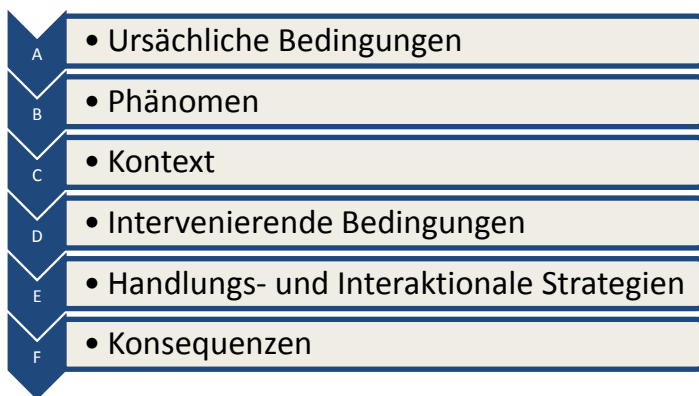 A
• Ursächliche Bedingungen
B
• Phänomen
C
• Kontext
D
• Intervenierende Bedingungen
E
• Handlungs- und Interaktionale Strategien
F
• Konsequenzen